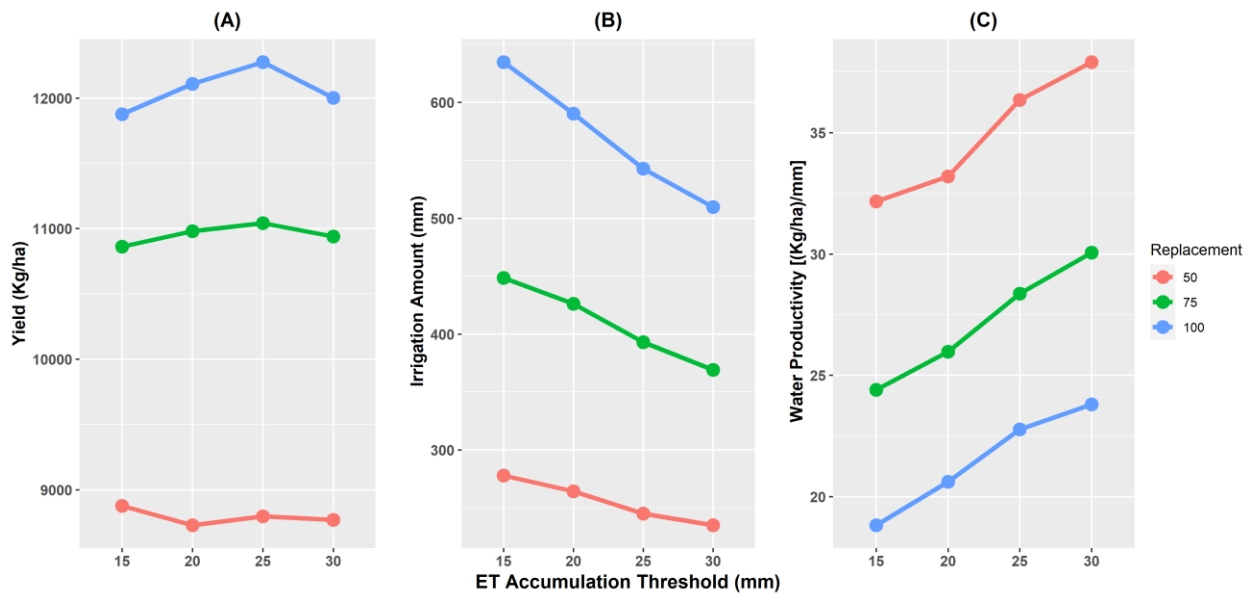 (A)
(B)
(C)
Yield (Kg/ha)
12000
11000
10000
9000
15 20 25 30
Irrigation Amount (mm)
600
500
400
300
15 20 25 30
Water Productivity [(Kg/ha)/mm]
35
30
25
20
15 20 25 30
ET Accumulation Threshold (mm)
Replacement
50
75
100